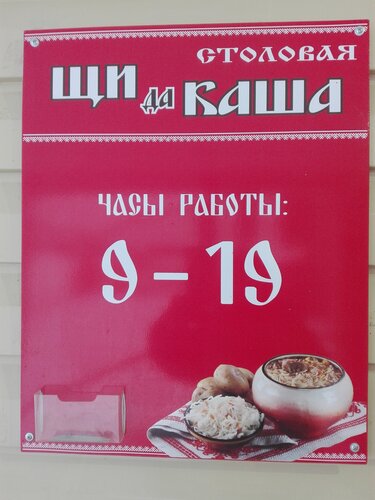 СТОЛОВАЯ
ЩИ ДА КАША
ЧАСЫ РАБОТЫ:
9 – 19